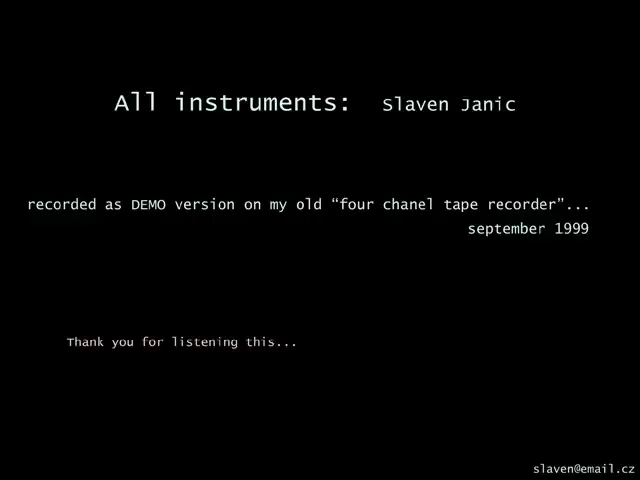 All instruments: Slaven Janic
recorded as DEMO version on my old “four chanel tape recorder”...
september 1999
Thank you for listening this...
slaven@email.cz